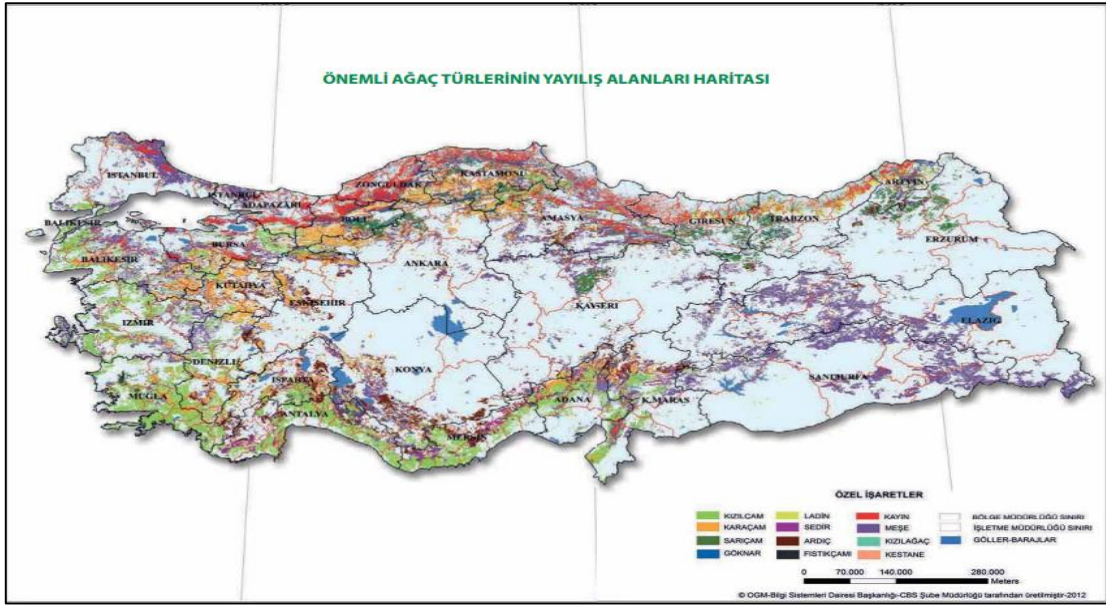 ÖNEMLİ AĞAÇ TÜRLERİNİN YAYILIŞ ALANLARI HARİTASI
İSTANBUL
İSTANBUL
ADAPAZARI
ZONGULDAK
KASTAMONU
BOLU
AMASYA
GİRESUN
TRABZON
ARTVİN
ERZURUM
BALIKESİR
BURSA
BALIKESİR
KÜTAHYA
ESKİŞEHİR
ANKARA
KAYSERİ
ELAZIĞ
İZMİR
DENİZLİ
ISPARTA
KONYA
MUĞLA
ANTALYA
MERSİN
ADANA
K.MARAŞ
ŞANLIURFA
ÖZEL İŞARETLER
KIZILÇAM
KARAÇAM
SARIÇAM
GÖKNAR
LADİN
SEDİR
ARDIÇ
FISTIKÇAMI
KAYIN
MEŞE
KIZILAĞAÇ
KESTANE
BÖLGE MÜDÜRLÜĞÜ SINIRI
İŞLETME MÜDÜRLÜĞÜ SINIRI
GÖLLER-BARAJLAR
0 70.000 140.000 280.000
Meters
© OGM-Bilgi Sistemleri Dairesi Başkanlığı-CBS Şube Müdürlüğü tarafından üretilmiştir-2012